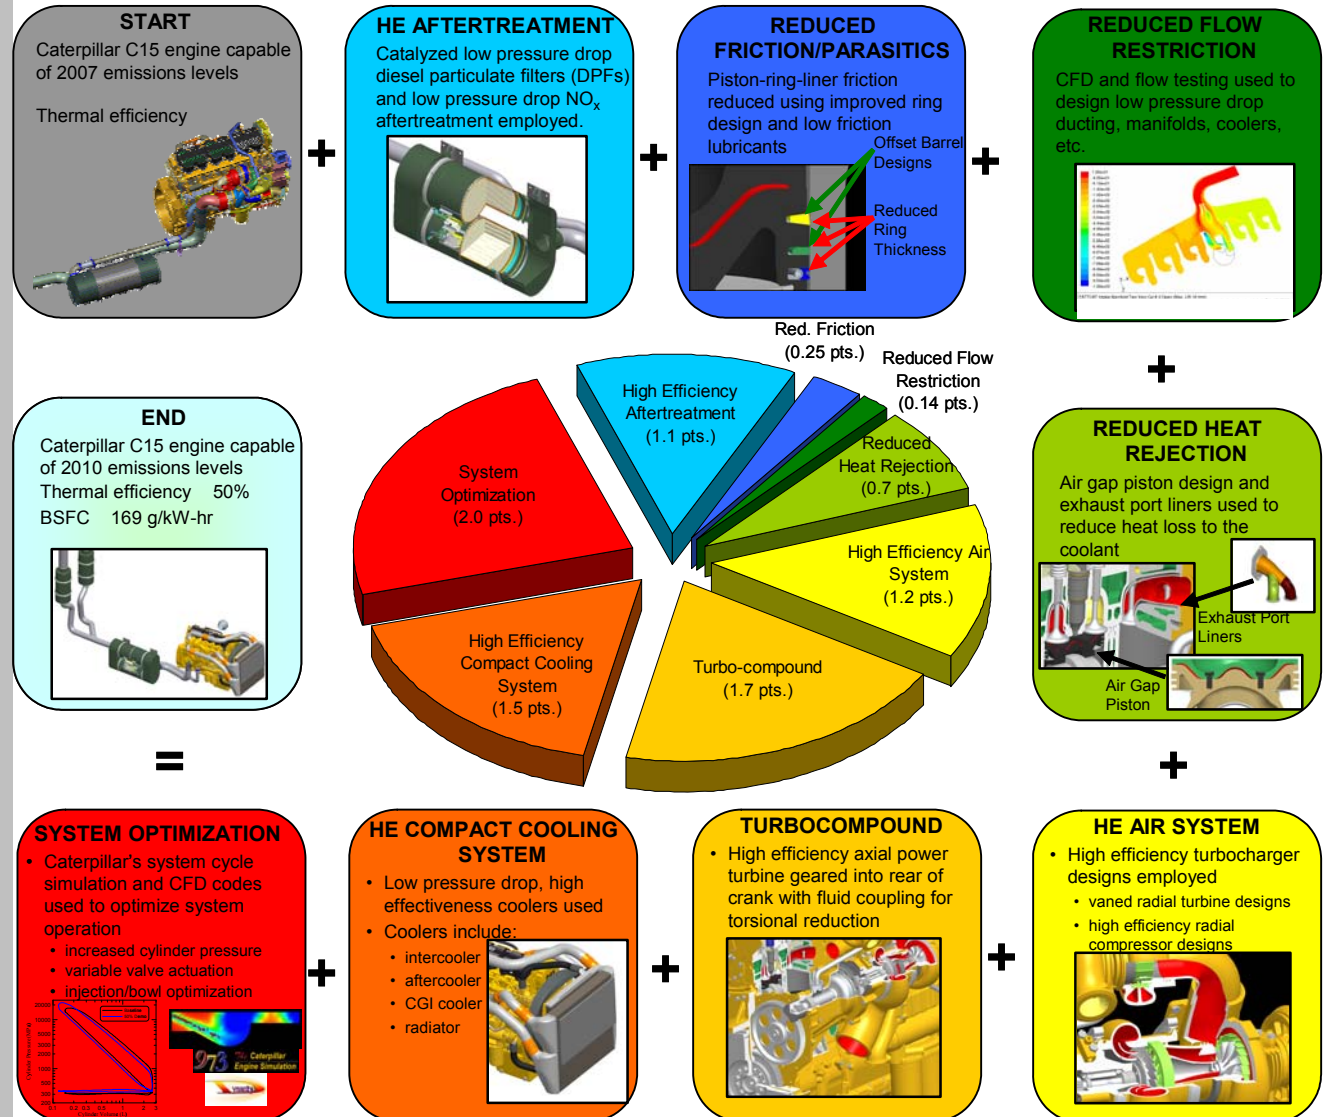 START
Caterpillar C15 engine capable
of 2007 emissions levels
Thermal efficiency
+
HE AFTERTREATMENT
Catalyzed low pressure drop
diesel particulate filters (DPFs)
and low pressure drop NOx
aftertreatment employed.
+
REDUCED
FRICTION/PARASITICS
Piston-ring-liner friction
reduced using improved ring
design and low friction
lubricants
Offset Barrel
Designs
Reduced
Ring
Thickness
+
REDUCED FLOW
RESTRICTION
CFD and flow testing used to
design low pressure drop
ducting, manifolds, coolers,
etc.
+
High Efficiency
Aftertreatment
(1.1 pts.)
Red. Friction
(0.25 pts.)
Reduced Flow
Restriction
(0.14 pts.)
Reduced
Heat Rejection
(0.7 pts.)
High Efficiency Air
System
(1.2 pts.)
Turbo-compound
(1.7 pts.)
High Efficiency
Compact Cooling
System
(1.5 pts.)
System
Optimization
(2.0 pts.)
REDUCED HEAT
REJECTION
Air gap piston design and
exhaust port liners used to
reduce heat loss to the
coolant
Exhaust Port
Liners
Air Gap
Piston
+
END
Caterpillar C15 engine capable
of 2010 emissions levels
Thermal efficiency 50%
BSFC 169 g/kW-hr
=
SYSTEM OPTIMIZATION
• Caterpillar's system cycle
simulation and CFD codes
used to optimize system
operation
• increased cylinder pressure
• variable valve actuation
• injection/bowl optimization
973 The Caterpillar
Engine Simulation
+
HE COMPACT COOLING
SYSTEM
• Low pressure drop, high
effectiveness coolers used
• Coolers include:
• intercooler
• aftercooler
• CGI cooler
• radiator
+
TURBOCOMPOUND
• High efficiency axial power
turbine geared into rear of
crank with fluid coupling for
torsional reduction
+
HE AIR SYSTEM
• High efficiency turbocharger
designs employed
• vaned radial turbine designs
• high efficiency radial
compressor designs